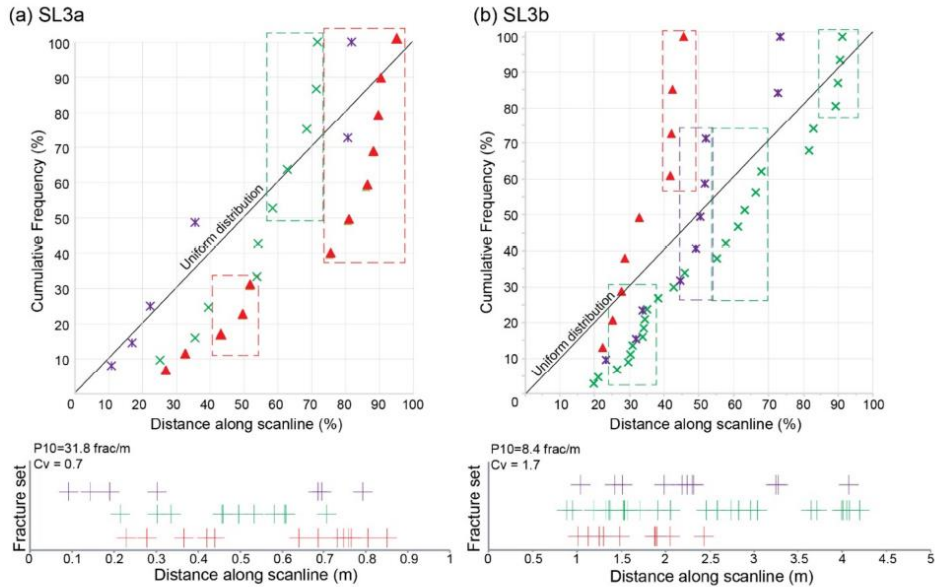 (a) SL3a
100
90
80
70
60
50
40
30
20
10
Cumulative Frequency (%)
Uniform distribution
0 10 20 30 40 50 60 70 80 90 100
Distance along scanline (%)
P10=31.8 frac/m
Cv = 0.7
Fracture set
0 0.1 0.2 0.3 0.4 0.5 0.6 0.7 0.8 0.9 1
Distance along scanline (m)
(b) SL3b
100
90
80
70
60
50
40
30
20
10
0
Cumulative Frequency (%)
Uniform distribution
10 20 30 40 50 60 70 80 90 100
Distance along scanline (%)
P10=8.4 frac/m
Cv = 1.7
Fracture set
0 0.5 1 1.5 2 2.5 3 3.5 4 4.5 5
Distance along scanline (m)